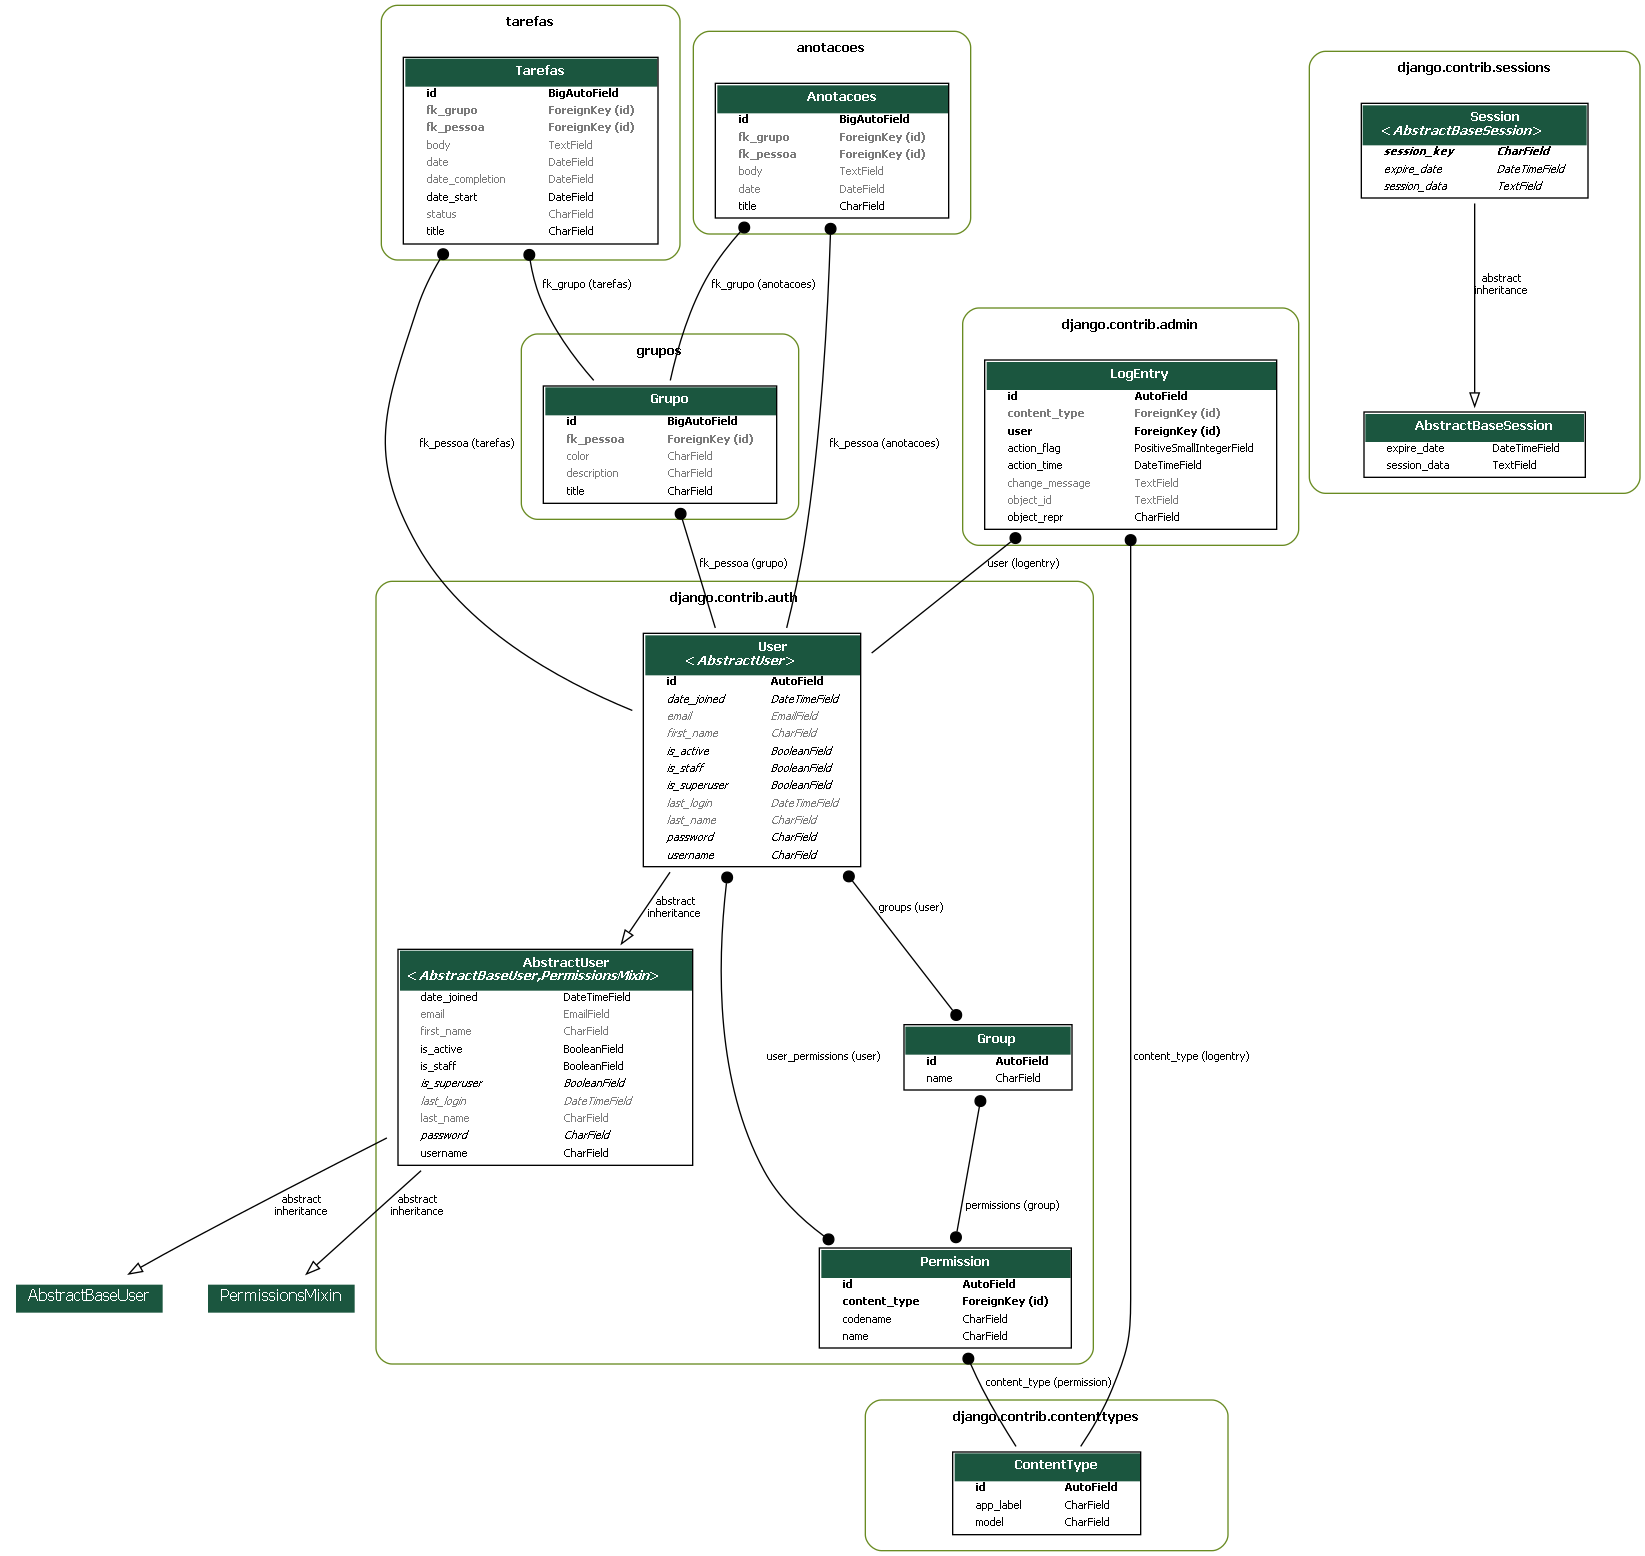 tarefas
Tarefas
id BigAutoField
fk_grupo ForeignKey (id)
fk_pessoa ForeignKey (id)
body TextField
date DateField
date_completion DateField
date_start DateField
status CharField
title CharField
anotacoes
Anotacoes
id BigAutoField
fk_grupo ForeignKey (id)
fk_pessoa ForeignKey (id)
body TextField
date DateField
title CharField
django.contrib.sessions
Session
<AbstractBaseSession>
session_key CharField
expire_date DateTimeField
session_data TextField
abstract
inheritance
AbstractBaseSession
expire_date DateTimeField
session_data TextField
fk_grupo (tarefas)
fk_grupo (anotacoes)
grupos
Grupo
id BigAutoField
fk_pessoa ForeignKey (id)
color CharField
description CharField
title CharField
django.contrib.admin
LogEntry
id AutoField
content_type ForeignKey (id)
user ForeignKey (id)
action_flag PositiveSmallIntegerField
action_time DateTimeField
change_message TextField
object_id TextField
object_repr CharField
fk_pessoa (tarefas)
fk_pessoa (anotacoes)
fk_pessoa (grupo)
user (logentry)
django.contrib.auth
User
<AbstractUser>
id AutoField
date_joined DateTimeField
email EmailField
first_name CharField
is_active BooleanField
is_staff BooleanField
is_superuser BooleanField
last_login DateTimeField
last_name CharField
password CharField
username CharField
abstract
inheritance
groups (user)
AbstractUser
<AbstractBaseUser,PermissionsMixin>
date_joined DateTimeField
email EmailField
first_name CharField
is_active BooleanField
is_staff BooleanField
is_superuser BooleanField
last_login DateTimeField
last_name CharField
password CharField
username CharField
user_permissions (user)
Group
id AutoField
name CharField
content_type (logentry)
abstract
inheritance
abstract
inheritance
permissions (group)
AbstractBaseUser
PermissionsMixin
Permission
id AutoField
content_type ForeignKey (id)
codename CharField
name CharField
content_type (permission)
django.contrib.contenttypes
ContentType
id AutoField
app_label CharField
model CharField